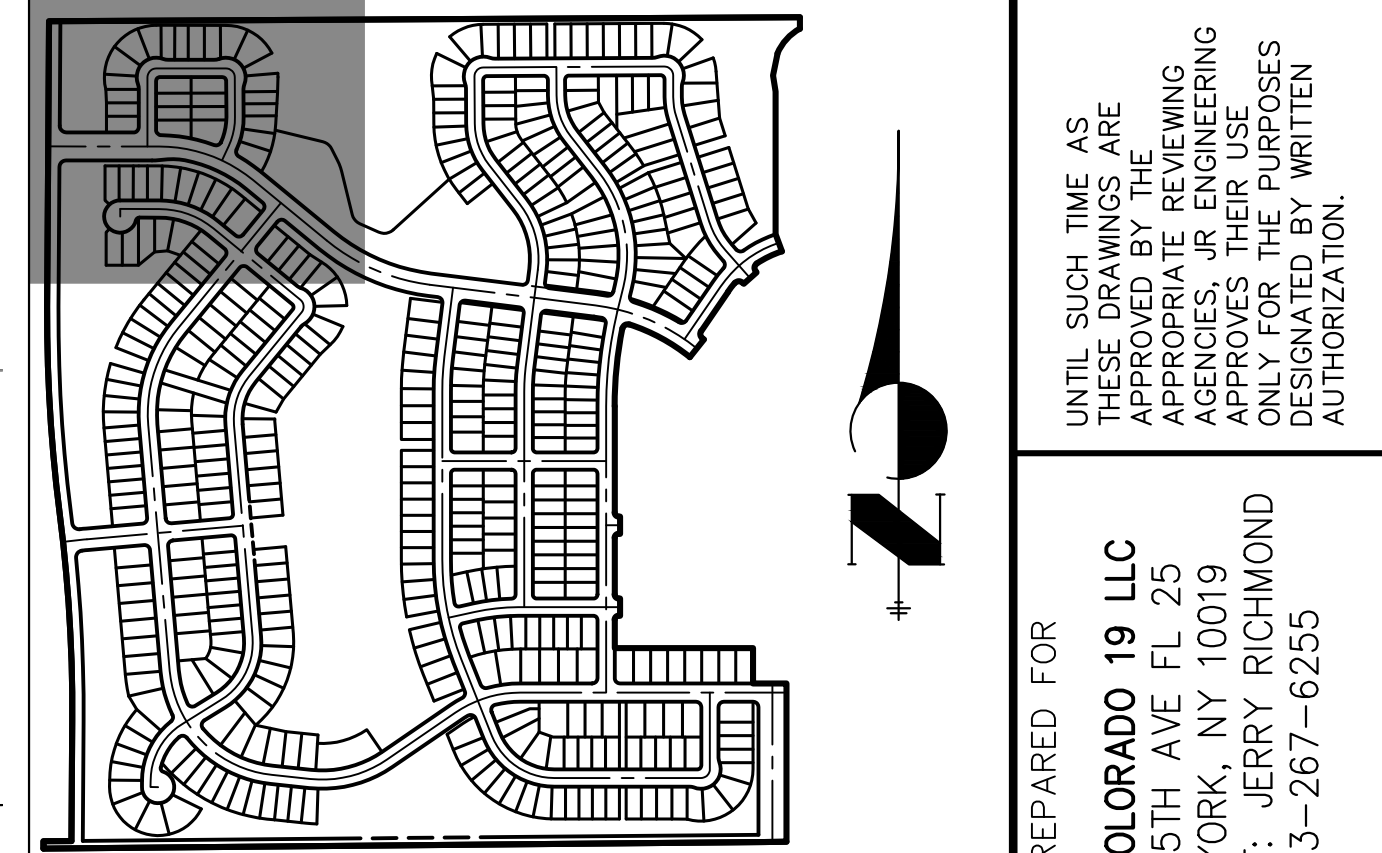 UNTIL SUCH TIME AS
THESE DRAWINGS ARE
APPROVED BY THE
APPROPRIATE REVIEWING
AGENCIES, JR ENGINEERING
APPROVES THEIR USE
ONLY FOR THE PURPOSES
DESIGNATED BY WRITTEN
AUTHORIZATION.
N
REPARED FOR
OLORADO 19 LLC
5TH AVE FL 25
YORK, NY 10019
: JERRY RICHMOND
3-267-6255